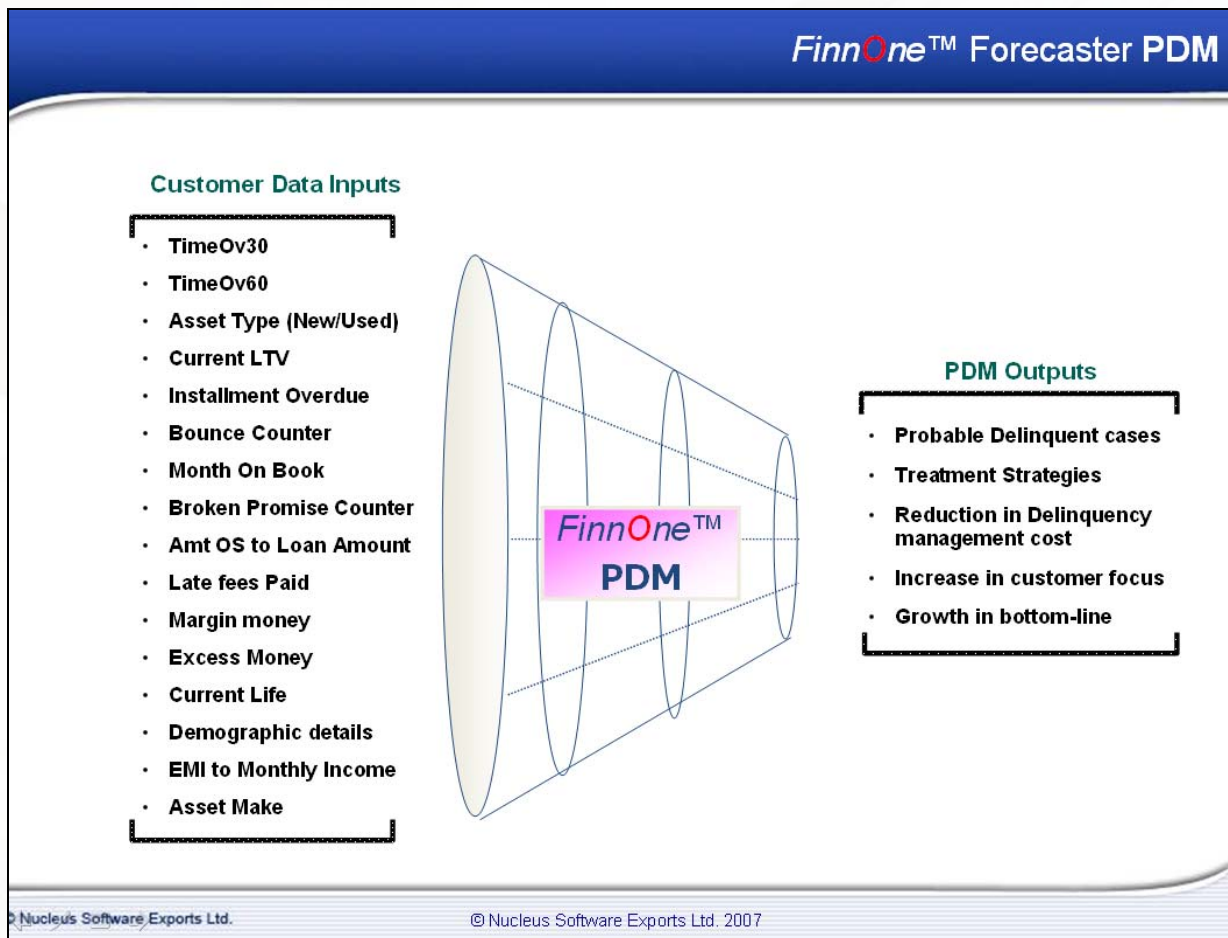 FinnOne™ Forecaster PDM
Customer Data Inputs
· TimeOv30
· TimeOv60
· Asset Type (New/Used)
· Current LTV
· Installment Overdue
· Bounce Counter
· Month On Book
· Broken Promise Counter
· Amt OS to Loan Amount
· Late fees Paid
· Margin money
· Excess Money
· Current Life
· Demographic details
· EMI to Monthly Income
· Asset Make
FinnOne™
PDM
PDM Outputs
· Probable Delinquent cases
· Treatment Strategies
· Reduction in Delinquency
management cost
· Increase in customer focus
· Growth in bottom-line
© Nucleus Software Exports Ltd.
© Nucleus Software Exports Ltd. 2007